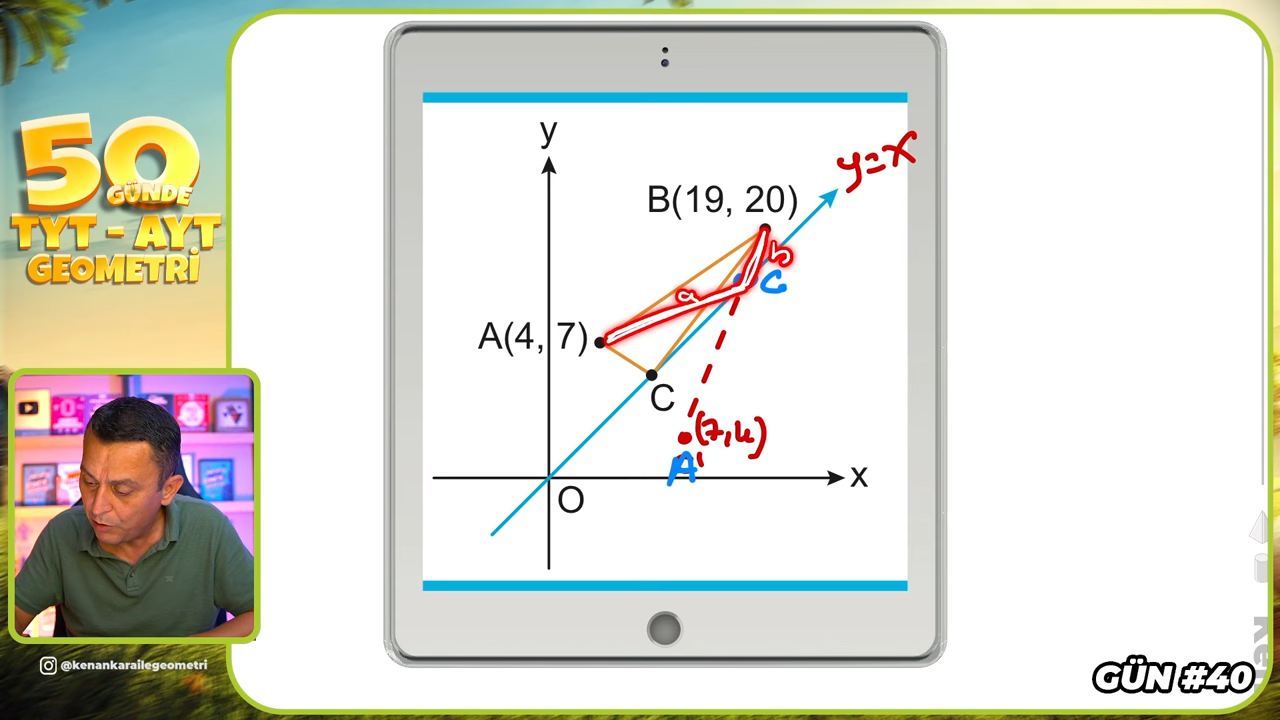 50
GÜNDE
TYT - AYT
GEOMETRİ
y
y=x
B(19, 20)
b
C
a
A(4, 7)
C
(7,4)
A'
x
O
@kenankarailegeometri
GÜN #40